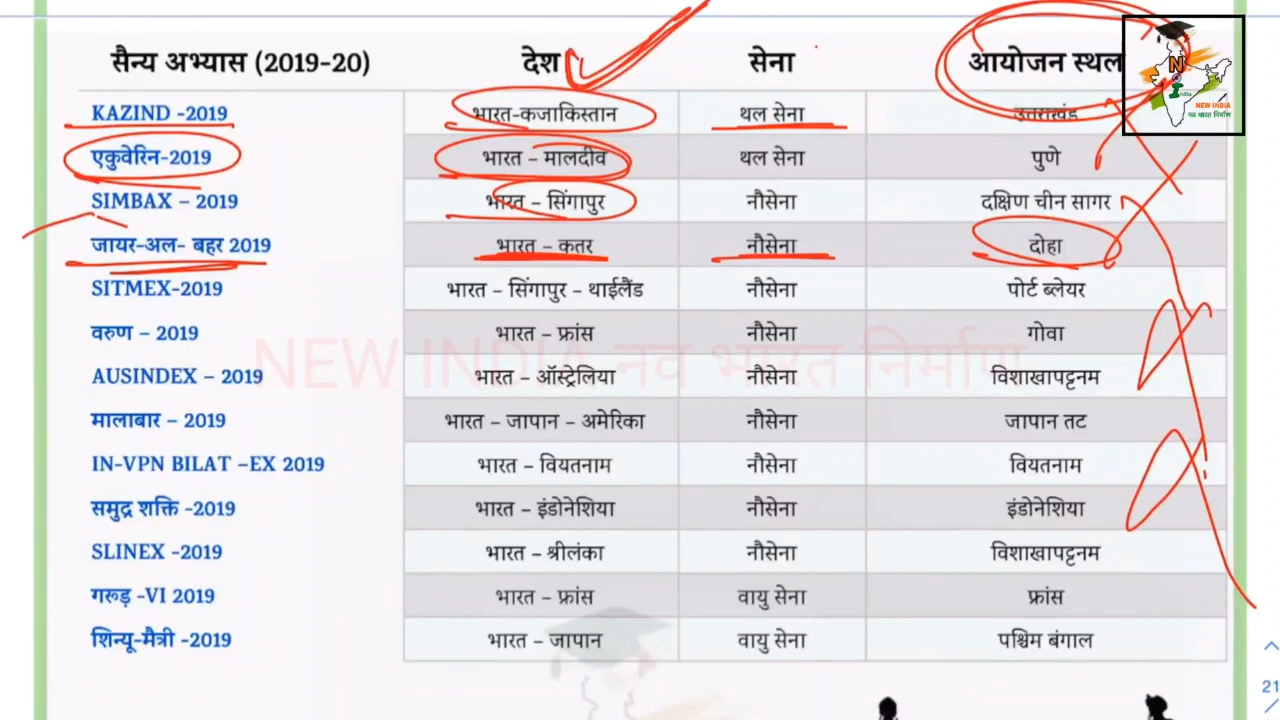 सैन्य अभ्यास (2019-20) देश सेना आयोजन स्थल
KAZIND -2019 भारत-कजाकिस्तान थल सेना उत्तराखंड
एकुवेरिन-2019 भारत – मालदीव थल सेना पुणे
SIMBAX – 2019 भारत – सिंगापुर नौसेना दक्षिण चीन सागर
जायर-अल- बहर 2019 भारत – कतर नौसेना दोहा
SITMEX-2019 भारत – सिंगापुर – थाईलैंड नौसेना पोर्ट ब्लेयर
वरुण – 2019 भारत – फ्रांस नौसेना गोवा
AUSINDEX – 2019 भारत – ऑस्ट्रेलिया नौसेना विशाखापट्टनम
मालाबार – 2019 भारत – जापान – अमेरिका नौसेना जापान तट
IN-VPN BILAT –EX 2019 भारत – वियतनाम नौसेना वियतनाम
समुद्र शक्ति -2019 भारत – इंडोनेशिया नौसेना इंडोनेशिया
SLINEX -2019 भारत – श्रीलंका नौसेना विशाखापट्टनम
गरूड़ -VI 2019 भारत – फ्रांस वायु सेना फ्रांस
शिन्यू-मैत्री -2019 भारत – जापान वायु सेना पश्चिम बंगाल
NEW INDIA नव भारत निर्माण
N
India
NEW INDIA
नव भारत निर्माण
21